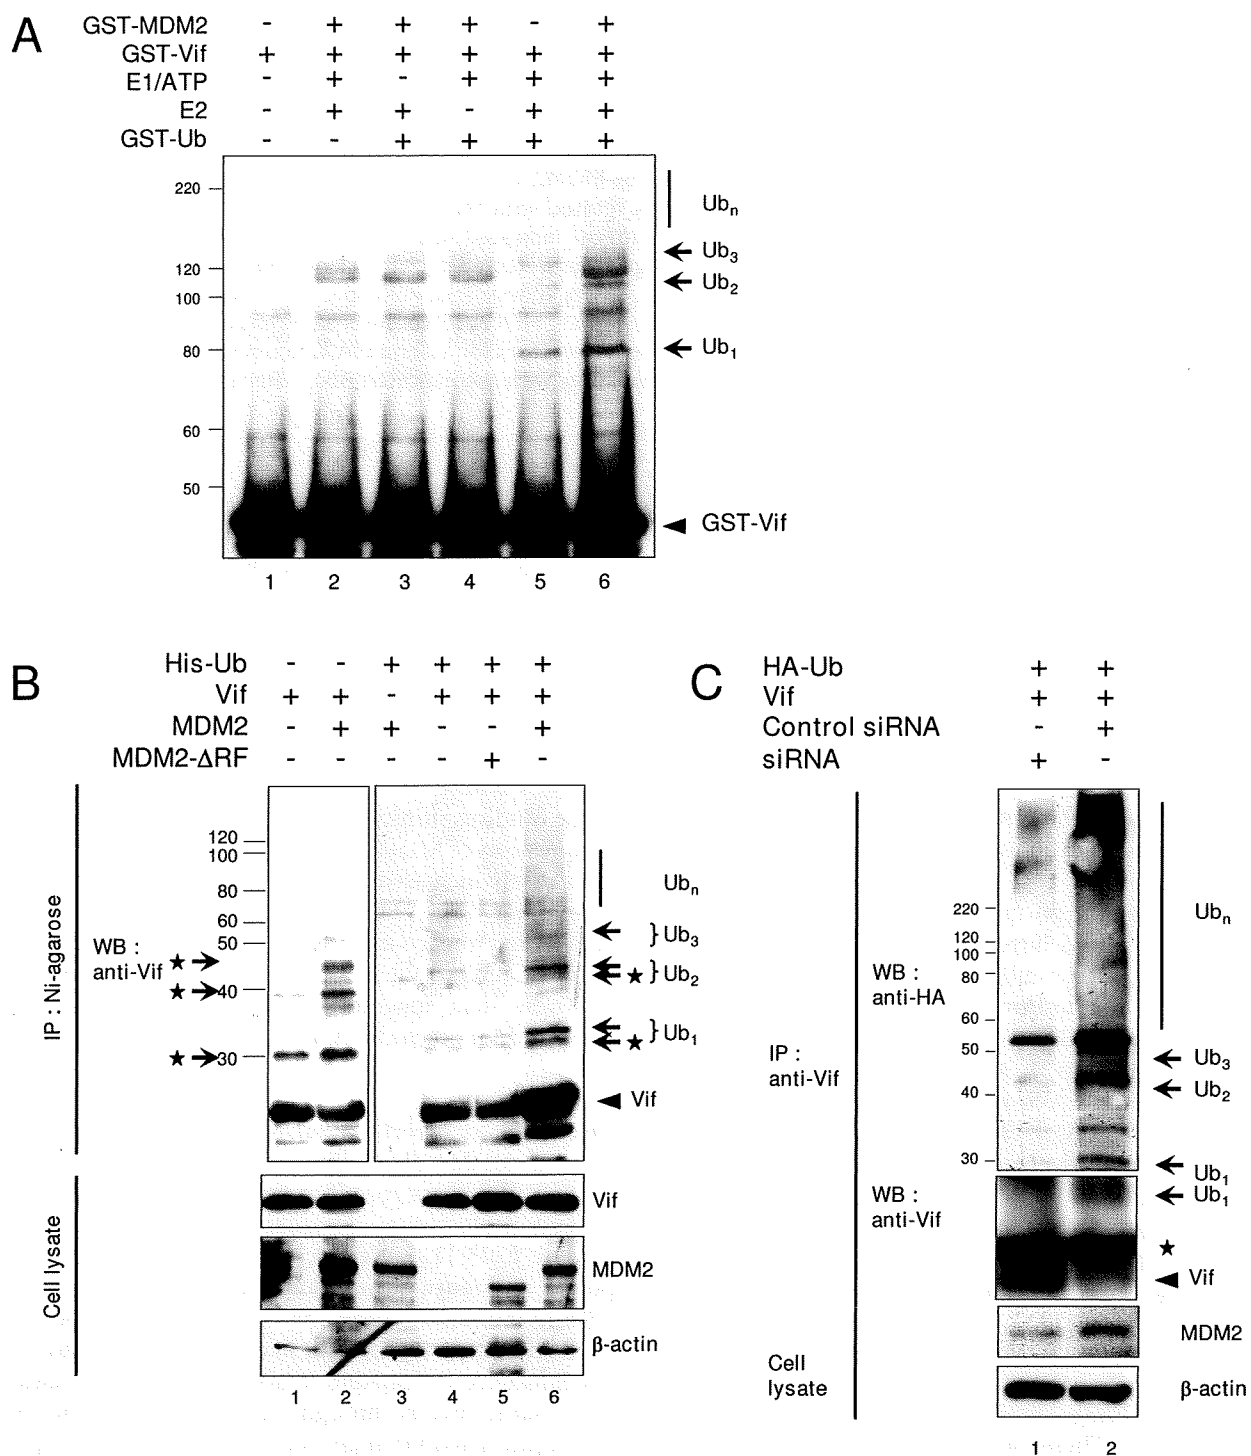 A
GST-MDM2 - + + + - +
GST-Vif + + + + + +
E1/ATP - + - + + +
E2 - + + - + +
GST-Ub - - + + + +
220
120
100
80
60
50
Ubn
Ub3
Ub2
Ub1
GST-Vif
1 2 3 4 5 6
B
His-Ub - - + + + +
Vif + + - + + +
MDM2 - + + - - +
MDM2-ΔRF - - - - + -
IP : Ni-agarose
WB :
anti-Vif
120
100
80
60
50
★ 
★ 40
★ 30
Ubn
} Ub3
★ } Ub2
★ } Ub1
Vif
Cell lysate
Vif
MDM2
β-actin
1 2 3 4 5 6
C
HA-Ub + +
Vif + +
Control siRNA - +
siRNA + -
IP :
anti-Vif
WB :
anti-HA
220
120
100
80
60
50
40
30
Ubn
Ub3
Ub2
Ub1
WB :
anti-Vif
Ub1
★
Vif
Cell
lysate
MDM2
β-actin
1 2